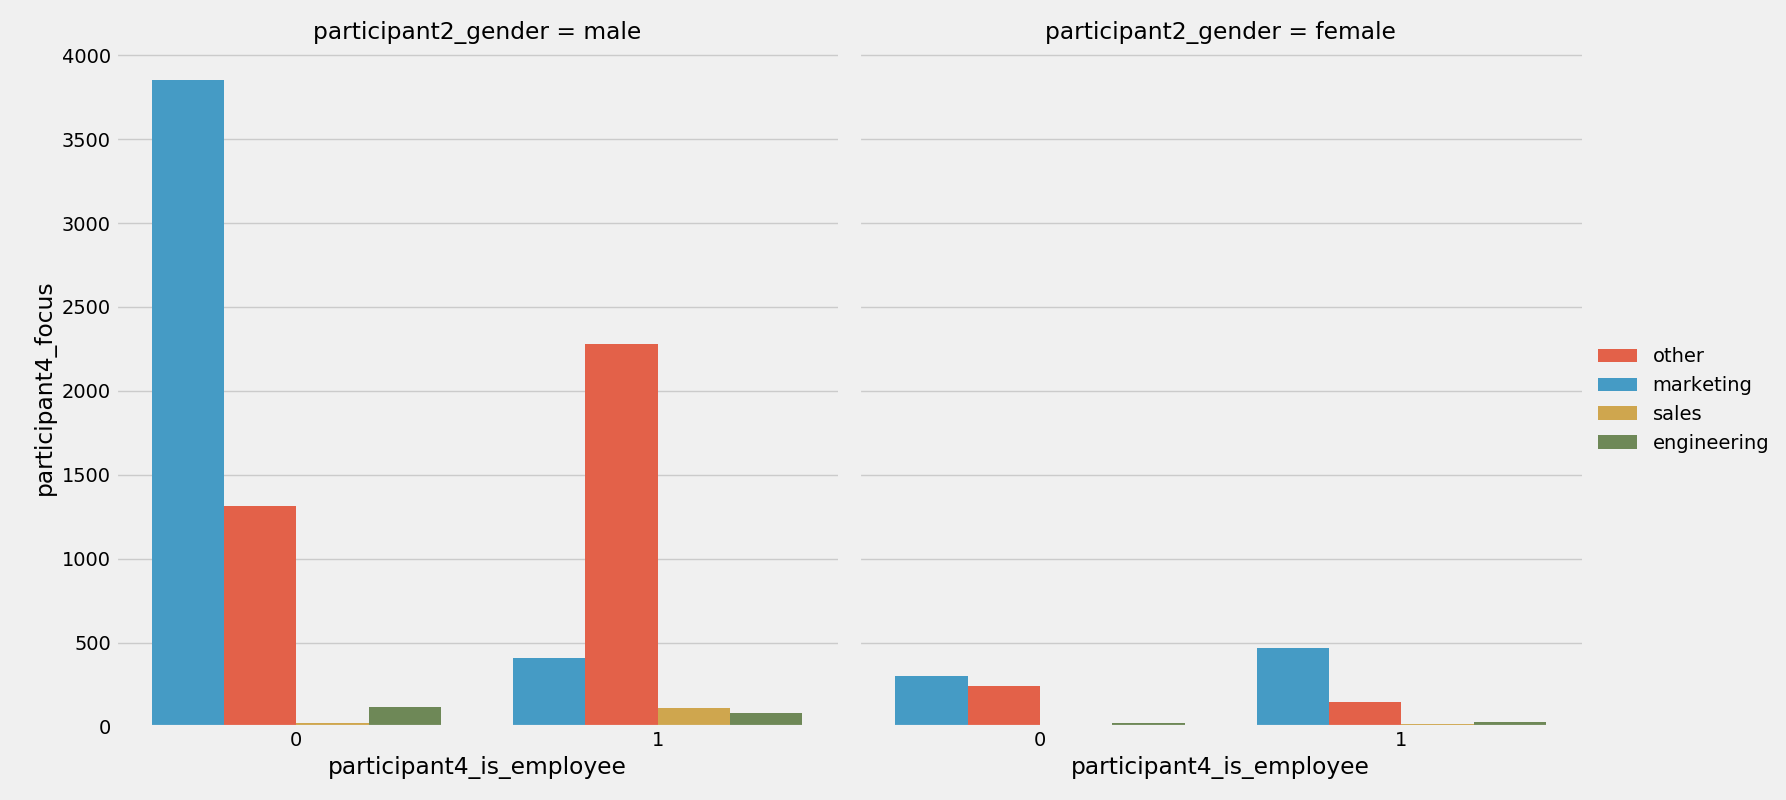 participant2_gender = male
participant2_gender = female
4000
3500
3000
2500
2000
1500
1000
500
0
participant4_focus
0
1
0
1
participant4_is_employee
participant4_is_employee
other
marketing
sales
engineering